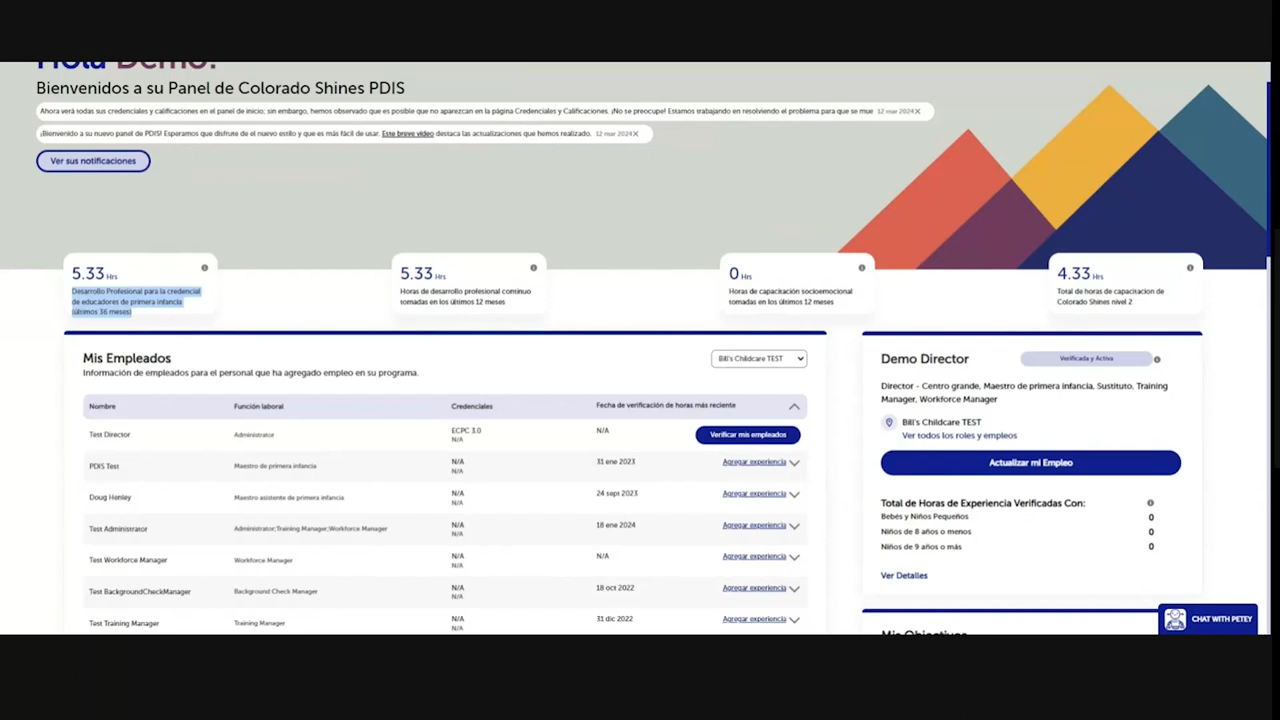 Hola Demo!
Bienvenidos a su Panel de Colorado Shines PDIS
Ahora verá todas sus credenciales y calificaciones en el panel de inicio; sin embargo, hemos observado que es posible que no aparezcan en la página Credenciales y Calificaciones. ¡No se preocupe! Estamos trabajando en resolviendo el problema para que se mue 12 mar 2024 X
¡Bienvenido a su nuevo panel de PDIS! Esperamos que disfrute de el nuevo estilo y que es más fácil de usar. Este breve video destaca las actualizaciones que hemos realizado. 12 mar 2024 X
Ver sus notificaciones
5.33 Hrs
Desarrollo Profesional para la credencial
de educadores de primera infancia
(últimos 36 meses)
5.33 Hrs
Horas de desarrollo profesional continuo
tomadas en los últimos 12 meses
0 Hrs
Horas de capacitación socioemocional
tomadas en los últimos 12 meses
4.33 Hrs
Total de horas de capacitacion de
Colorado Shines nivel 2
Mis Empleados
Bill's Childcare TEST
Información de empleados para el personal que ha agregado empleo en su programa.
Nombre Función laboral Credenciales Fecha de verificación de horas más reciente
Test Director Administrator ECPC 3.0 N/A Verificar mis empleados
N/A
PDIS Test Maestro de primera infancia N/A 31 ene 2023 Agregar experiencia
N/A
Doug Henley Maestro asistente de primera infancia N/A 24 sept 2023 Agregar experiencia
N/A
Test Administrator Administrator;Training Manager;Workforce Manager N/A 18 ene 2024 Agregar experiencia
N/A
Test Workforce Manager Workforce Manager N/A N/A Agregar experiencia
N/A
Test BackgroundCheckManager Background Check Manager N/A 18 oct 2022 Agregar experiencia
N/A
Test Training Manager Training Manager N/A 31 dic 2022 Agregar experiencia
N/A
Demo Director Verificada y Activa
Director - Centro grande, Maestro de primera infancia, Sustituto, Training
Manager, Workforce Manager
Bill's Childcare TEST
Ver todos los roles y empleos
Actualizar mi Empleo
Total de Horas de Experiencia Verificadas Con:
Bebés y Niños Pequeños 0
Niños de 8 años o menos 0
Niños de 9 años o más 0
Ver Detalles
Mis Objetivos
CHAT WITH PETEY